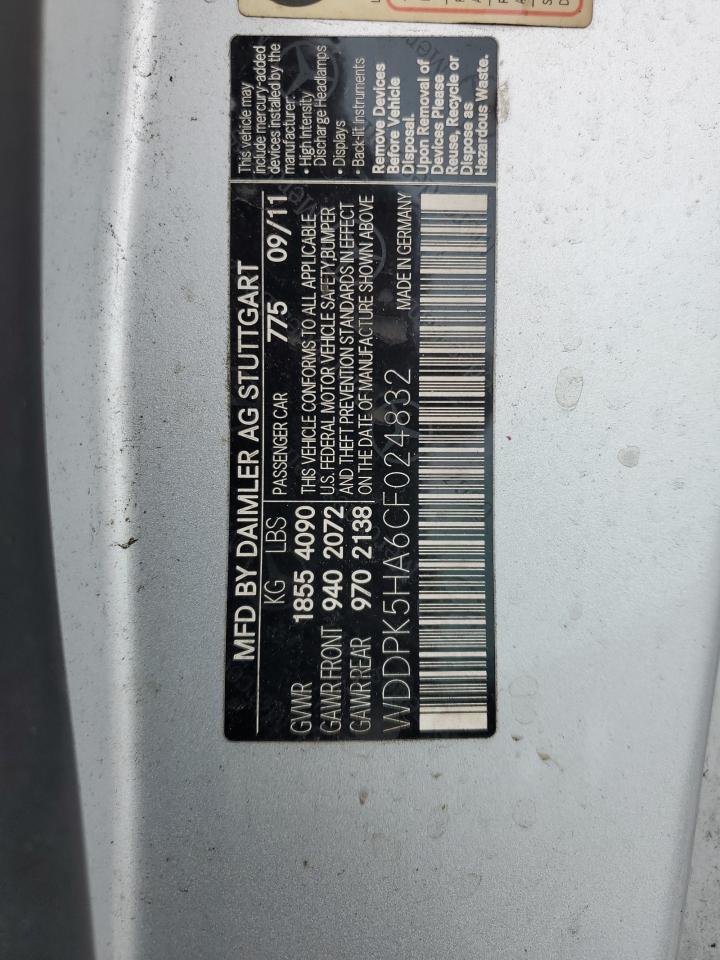 MFD BY DAIMLER AG STUTTGART
KG LBS PASSENGER CAR 775 09/11
GVWR 1855 4090
GAWR FRONT 940 2072
GAWR REAR 970 2138
THIS VEHICLE CONFORMS TO ALL APPLICABLE
U.S. FEDERAL MOTOR VEHICLE SAFETY, BUMPER
AND THEFT PREVENTION STANDARDS IN EFFECT
ON THE DATE OF MANUFACTURE SHOWN ABOVE
WDDPK5HA6CF024832 MADE IN GERMANY
This vehicle may
include mercury-added
devices installed by the
manufacturer:
• High Intensity
Discharge Headlamps
• Displays
• Back-lit Instruments
Remove Devices
Before Vehicle
Disposal.
Upon Removal of
Devices Please
Reuse, Recycle or
Dispose as
Hazardous Waste.